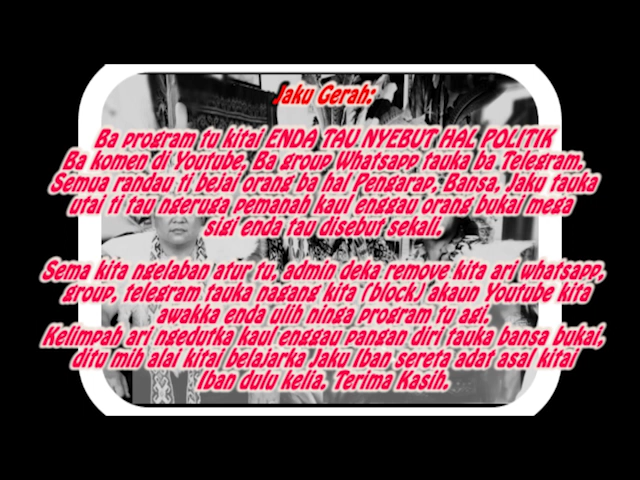 Jaku Gerah:
Ba program tu kitai ENDA TAU NYEBUT HAL POLITIK
Ba komen di Youtube, Ba group Whatsapp tauka ba Telegram,
Semua randau ti bejai orang ba hal Pengarap, Bansa, Jaku tauka
utai ti tau ngeruga pemanah kaul enggau orang bukai mega
sigi enda tau disebut sekali.
Sema kita ngelaban atur tu, admin deka remove kita ari whatsapp,
group, telegram tauka nagang kita (block) akaun Youtube kita
awakka enda ulih ninga program tu agi.
Kelimpah ari ngedutka kaul enggau pangan diri tauka bansa bukai,
ditu mih alai kitai belajarka Jaku Iban sereta adat asal kitai
Iban dulu kelia. Terima Kasih.